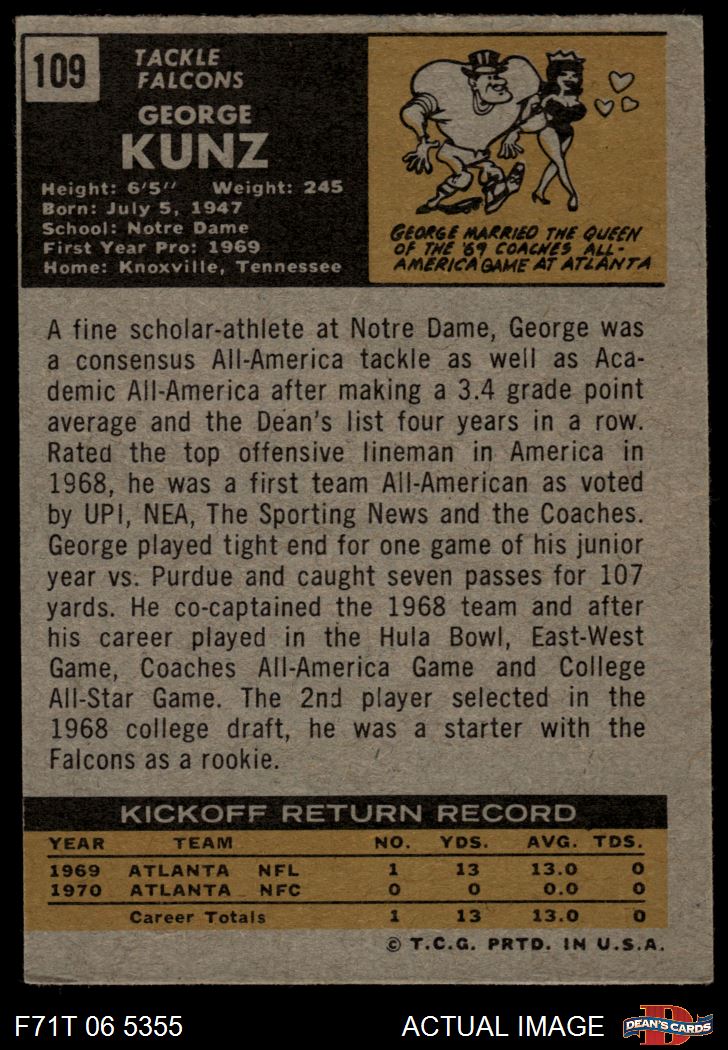 109
TACKLE
FALCONS
GEORGE
KUNZ
Height: 6'5" Weight: 245
Born: July 5, 1947
School: Notre Dame
First Year Pro: 1969
Home: Knoxville, Tennessee
GEORGE MARRIED THE QUEEN
OF THE '69 COACHES ALL-
AMERICA GAME AT ATLANTA
A fine scholar-athlete at Notre Dame, George was
a consensus All-America tackle as well as Aca-
demic All-America after making a 3.4 grade point
average and the Dean's list four years in a row.
Rated the top offensive lineman in America in
1968, he was a first team All-American as voted
by UPI, NEA, The Sporting News and the Coaches.
George played tight end for one game of his junior
year vs. Purdue and caught seven passes for 107
yards. He co-captained the 1968 team and after
his career played in the Hula Bowl, East-West
Game, Coaches All-America Game and College
All-Star Game. The 2nd player selected in the
1968 college draft, he was a starter with the
Falcons as a rookie.
KICKOFF RETURN RECORD
YEAR TEAM NO. YDS. AVG. TDS.
1969 ATLANTA NFL 1 13 13.0 0
1970 ATLANTA NFC 0 0 0.0 0
Career Totals 1 13 13.0 0
© T.C.G. PRTD. IN U.S.A.
F71T 06 5355 ACTUAL IMAGE
D
DEAN'S CARDS